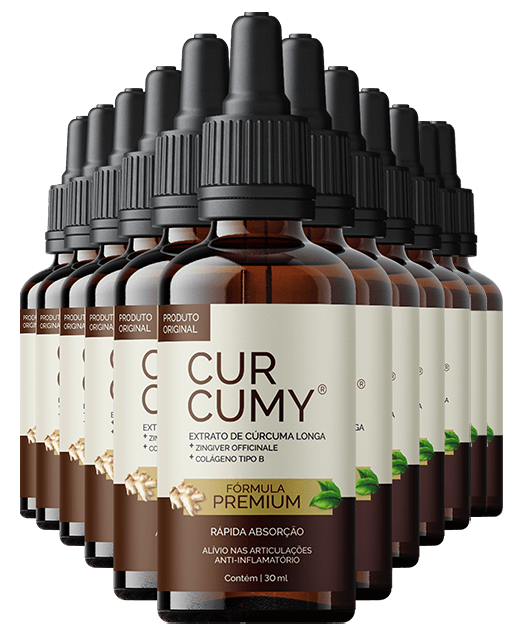 PRODUTO
ORIGINAL
CUR
CUMY®
EXTRATO DE CÚRCUMA LONGA
+ ZINGIVER OFFICINALE
+ COLÁGENO TIPO B
FÓRMULA
PREMIUM
RÁPIDA ABSORÇÃO
ALÍVIO NAS ARTICULAÇÕES
ANTI-INFLAMATÓRIO
Contém | 30 ml